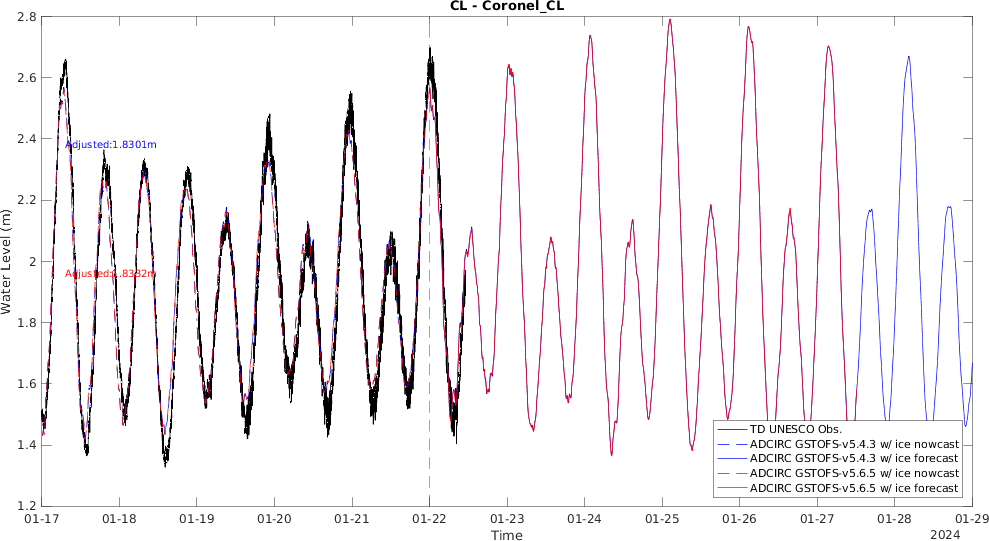 CL - Coronel_CL
2.8
2.6
2.4
2.2
2
1.8
1.6
1.4
1.2
Water Level (m)
Adjusted:1.8301m
Adjusted:1.8332m
TD UNESCO Obs.
ADCIRC GSTOFS-v5.4.3 w/ ice nowcast
ADCIRC GSTOFS-v5.4.3 w/ ice forecast
ADCIRC GSTOFS-v5.6.5 w/ ice nowcast
ADCIRC GSTOFS-v5.6.5 w/ ice forecast
01-17 01-18 01-19 01-20 01-21 01-22 01-23 01-24 01-25 01-26 01-27 01-28 01-29
Time
2024